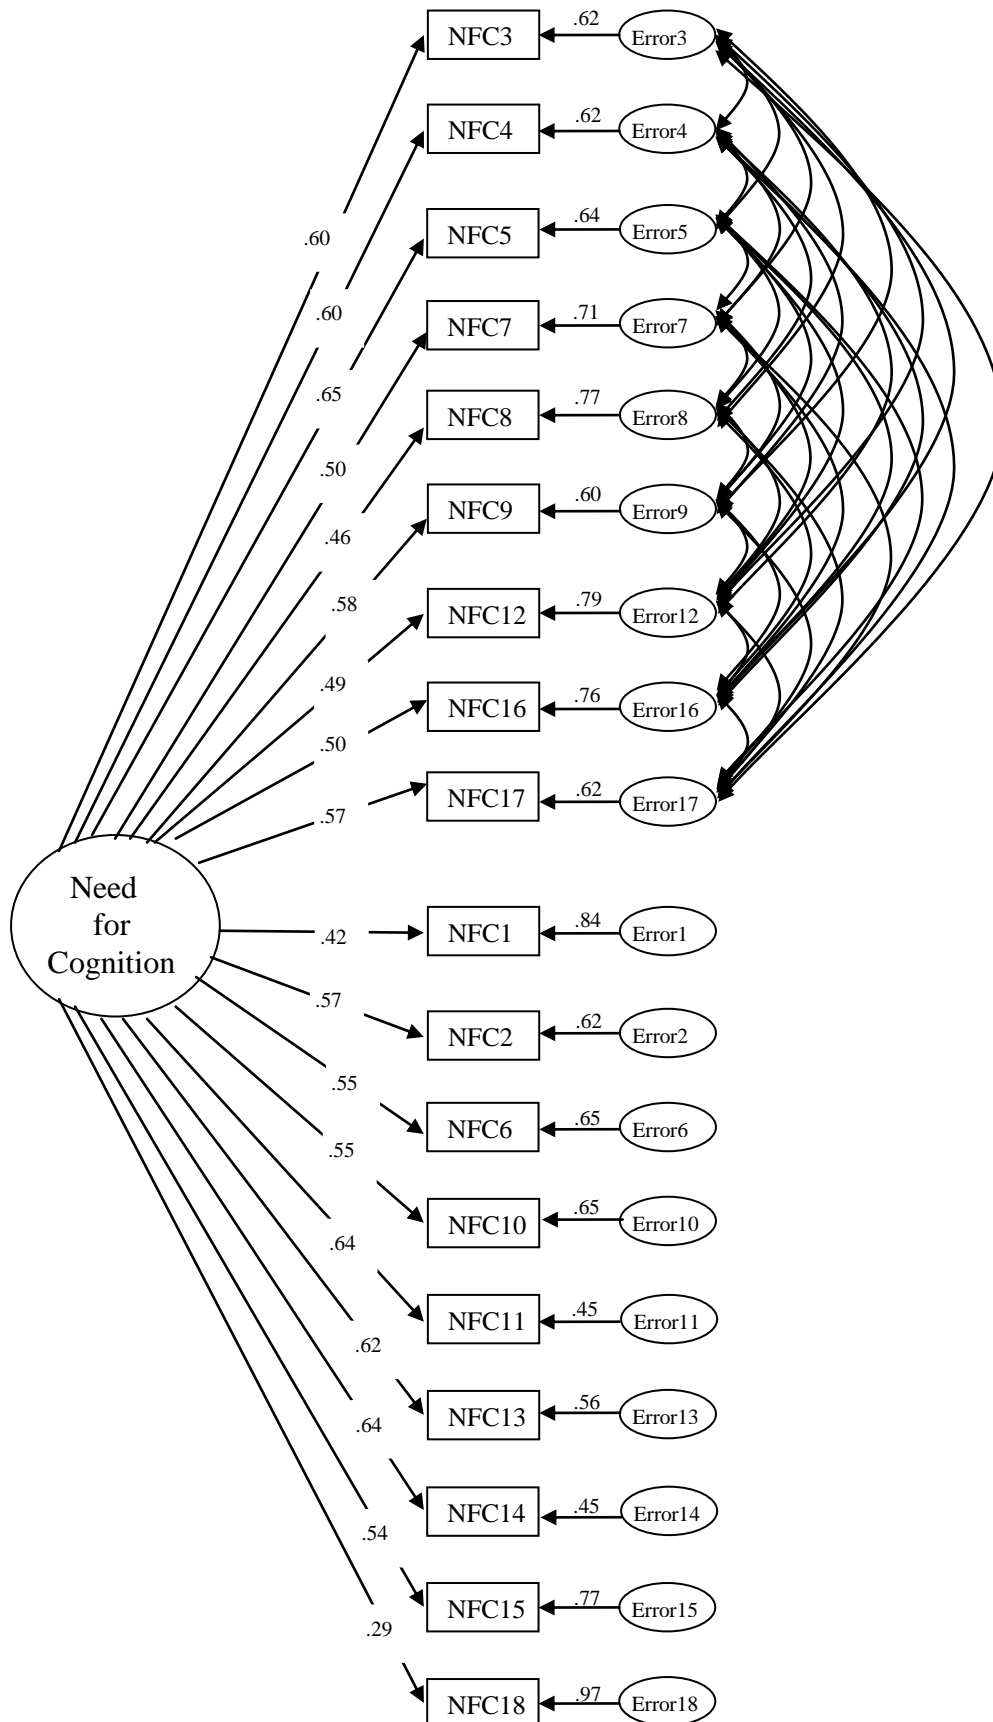 NFC3 .62 Error3
NFC4 .62 Error4
.60
NFC5 .64 Error5
.60
NFC7 .71 Error7
.65
NFC8 .77 Error8
.50
NFC9 .60 Error9
.46
.58
NFC12 .79 Error12
.49
NFC16 .76 Error16
.50
NFC17 .62 Error17
.57
Need
for
Cognition
.42
NFC1 .84 Error1
.57
NFC2 .62 Error2
.55
NFC6 .65 Error6
.55
NFC10 .65 Error10
.64
NFC11 .45 Error11
.62
NFC13 .56 Error13
.64
NFC14 .45 Error14
.54
NFC15 .77 Error15
.29
NFC18 .97 Error18